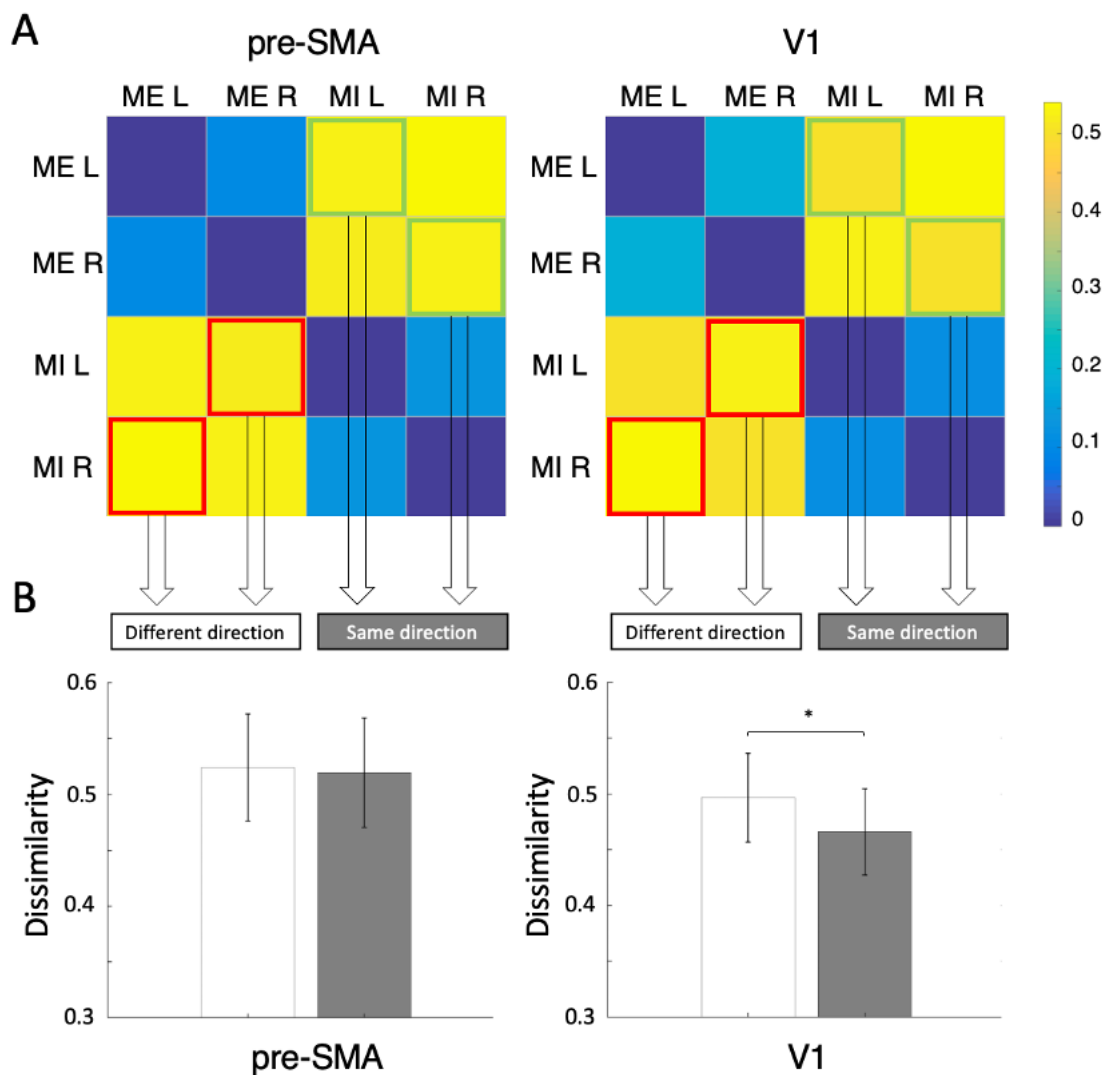 A
pre-SMA
V1
ME L ME R MI L MI R
ME L ME R MI L MI R
ME L
ME R
MI L
MI R
ME L
ME R
MI L
MI R
0.5
0.4
0.3
0.2
0.1
0
B
Different direction
Same direction
Different direction
Same direction
0.6
0.5
0.4
0.3
Dissimilarity
pre-SMA
0.6
0.5
0.4
0.3
Dissimilarity
*
V1